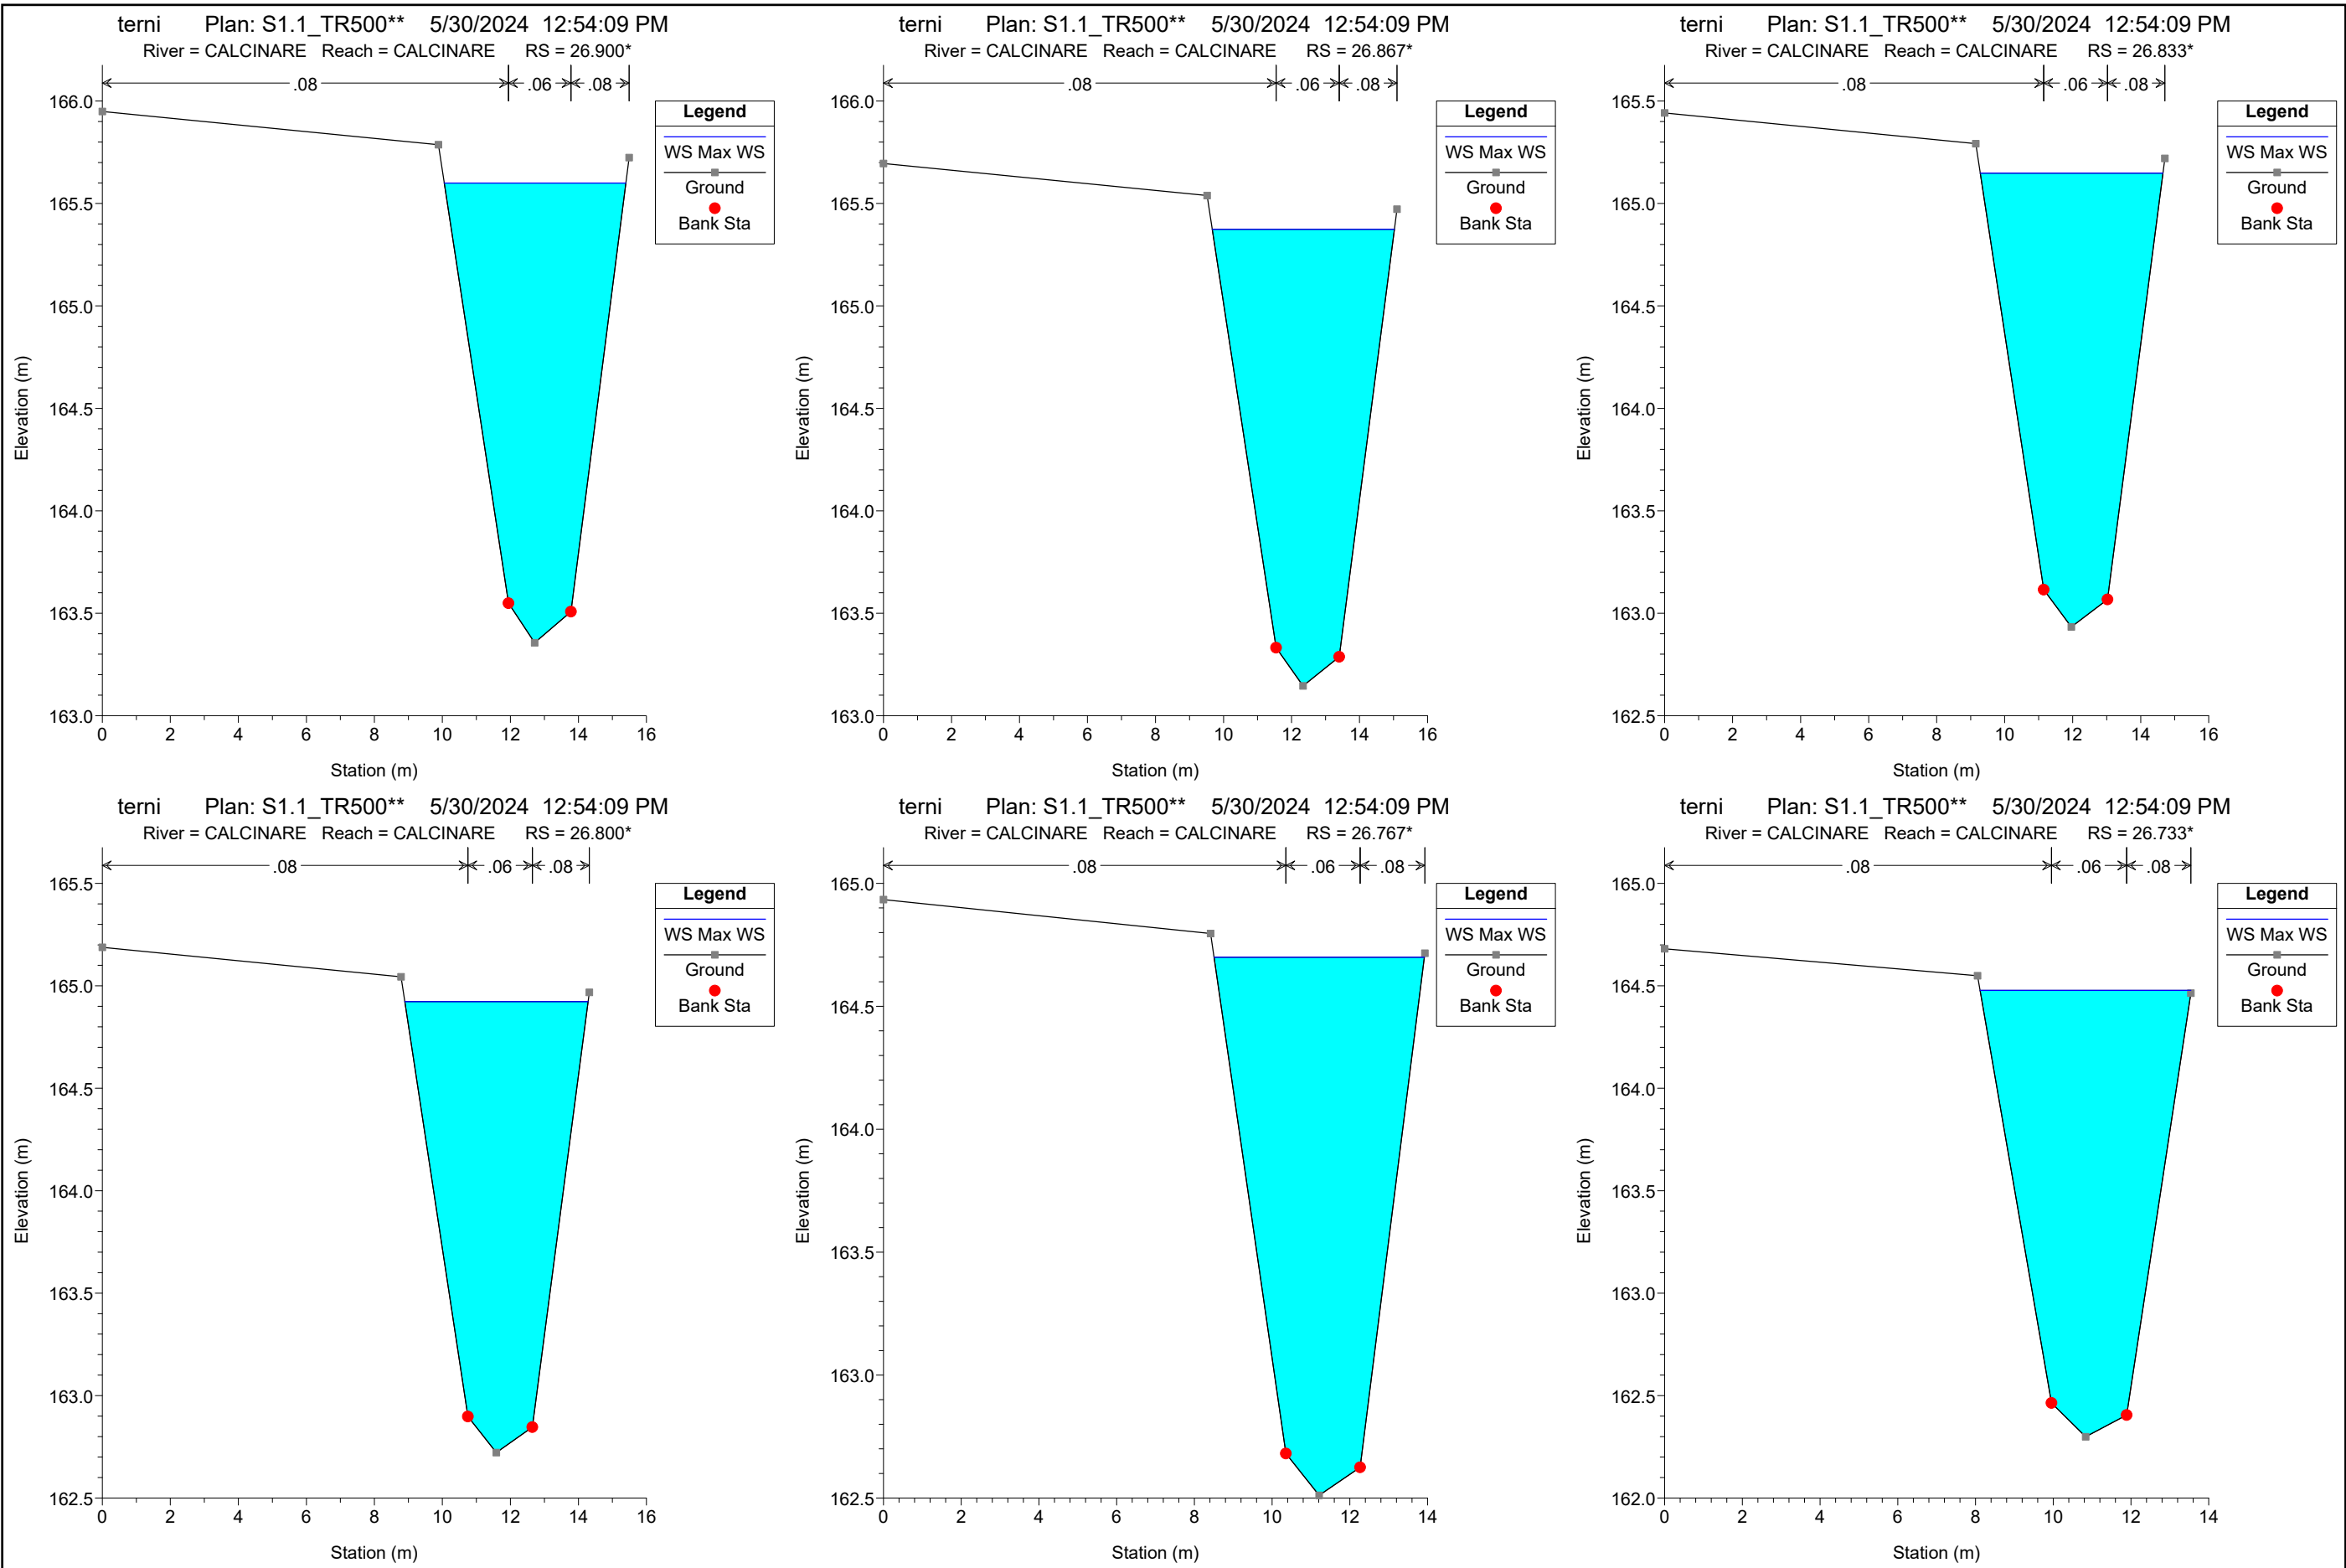 terni Plan: S1.1_TR500** 5/30/2024 12:54:09 PM
River = CALCINARE Reach = CALCINARE RS = 26.900*
.08 .06 .08
Legend
WS Max WS
Ground
Bank Sta
166.0
165.5
165.0
164.5
164.0
163.5
163.0
Elevation (m)
0 2 4 6 8 10 12 14 16
Station (m)
terni Plan: S1.1_TR500** 5/30/2024 12:54:09 PM
River = CALCINARE Reach = CALCINARE RS = 26.867*
.08 .06 .08
Legend
WS Max WS
Ground
Bank Sta
166.0
165.5
165.0
164.5
164.0
163.5
163.0
Elevation (m)
0 2 4 6 8 10 12 14 16
Station (m)
terni Plan: S1.1_TR500** 5/30/2024 12:54:09 PM
River = CALCINARE Reach = CALCINARE RS = 26.833*
.08 .06 .08
Legend
WS Max WS
Ground
Bank Sta
165.5
165.0
164.5
164.0
163.5
163.0
162.5
Elevation (m)
0 2 4 6 8 10 12 14 16
Station (m)
terni Plan: S1.1_TR500** 5/30/2024 12:54:09 PM
River = CALCINARE Reach = CALCINARE RS = 26.800*
.08 .06 .08
Legend
WS Max WS
Ground
Bank Sta
165.5
165.0
164.5
164.0
163.5
163.0
162.5
Elevation (m)
0 2 4 6 8 10 12 14 16
Station (m)
terni Plan: S1.1_TR500** 5/30/2024 12:54:09 PM
River = CALCINARE Reach = CALCINARE RS = 26.767*
.08 .06 .08
Legend
WS Max WS
Ground
Bank Sta
165.0
164.5
164.0
163.5
163.0
162.5
Elevation (m)
0 2 4 6 8 10 12 14
Station (m)
terni Plan: S1.1_TR500** 5/30/2024 12:54:09 PM
River = CALCINARE Reach = CALCINARE RS = 26.733*
.08 .06 .08
Legend
WS Max WS
Ground
Bank Sta
165.0
164.5
164.0
163.5
163.0
162.5
162.0
Elevation (m)
0 2 4 6 8 10 12 14
Station (m)